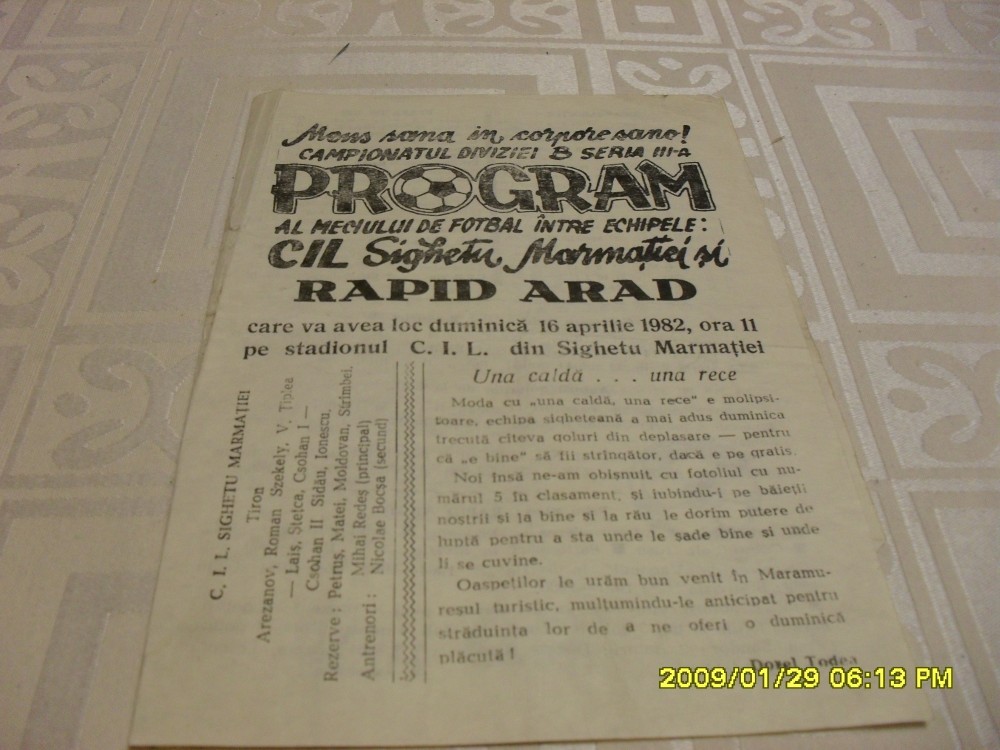 Mens sana in corpore sano!
CAMPIONATUL DIVIZIEI B SERIA III-A
PROGRAM
AL MECIULUI DE FOTBAL ÎNTRE ECHIPELE:
CIL Sighetu Marmației și
RAPID ARAD
care va avea loc duminică 16 aprilie 1982, ora 11
pe stadionul C. I. L. din Sighetu Marmației
C. I. L. SIGHETU MARMAȚIEI
Tiron
Arezanov, Roman Szekely, V. Țiplea
— Laiș, Stețca, Csohan I —
Csohan II Sidău, Ionescu.
Rezerve: Petruș, Matei, Moldovan, Strîmbei.
Antrenori: Mihai Redeș (principal)
Nicolae Bocșa (secund)
Una caldă . . . una rece
Moda cu „una caldă, una rece" e molipsi-
toare, echipa sigheteană a mai adus duminica
trecută cîteva goluri din deplasare — pentru
că „e bine" să fii strîngător, dacă e pe gratis.
Noi însă ne-am obișnuit cu fotoliul cu nu-
mărul 5 în clasament, și iubindu-i pe băieții
noștrii și la bine și la rău le dorim putere de
luptă pentru a sta unde le șade bine și unde
li se cuvine.
Oaspeților le urăm bun venit în Maramu-
reșul turistic, mulțumindu-le anticipat pentru
străduința lor de a ne oferi o duminică
plăcută!
Dorel Todea
2009/01/29 06:13 PM